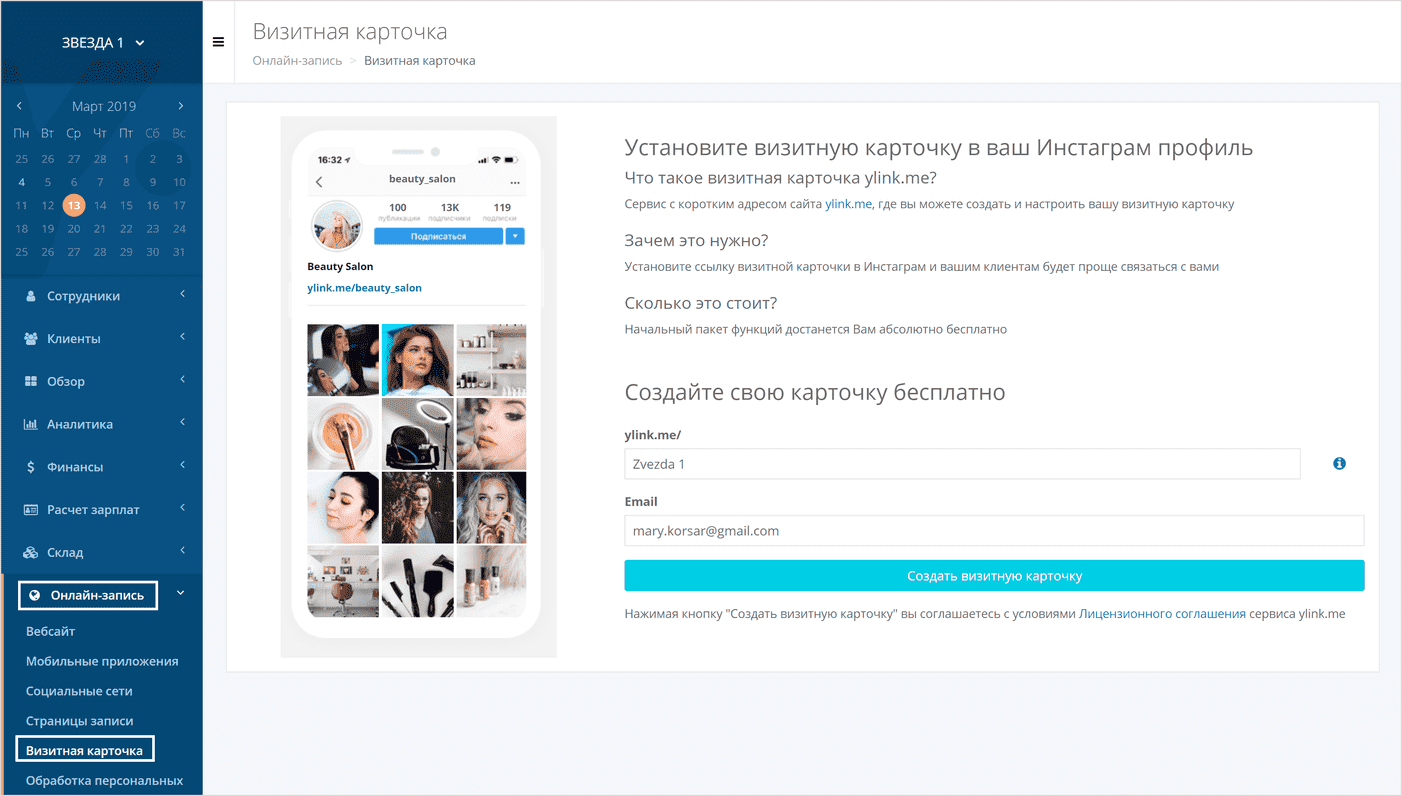 ЗВЕЗДА 1
Март 2019
Пн Вт Ср Чт Пт Сб Вс
25 26 27 28 1 2 3
4 5 6 7 8 9 10
11 12 13 14 15 16 17
18 19 20 21 22 23 24
25 26 27 28 29 30 31
Сотрудники
Клиенты
Обзор
Аналитика
Финансы
Расчет зарплат
Склад
Онлайн-запись
Вебсайт
Мобильные приложения
Социальные сети
Страницы записи
Визитная карточка
Обработка персональных
Визитная карточка
Онлайн-запись > Визитная карточка
16:32
beauty_salon
100 13K 119
публикации подписчики подписки
Подписаться
Beauty Salon
ylink.me/beauty_salon
Установите визитную карточку в ваш Инстаграм профиль
Что такое визитная карточка ylink.me?
Сервис с коротким адресом сайта ylink.me, где вы можете создать и настроить вашу визитную карточку
Зачем это нужно?
Установите ссылку визитной карточки в Инстаграм и вашим клиентам будет проще связаться с вами
Сколько это стоит?
Начальный пакет функций достанется Вам абсолютно бесплатно
Создайте свою карточку бесплатно
ylink.me/
Zvezda 1
Email
mary.korsar@gmail.com
Создать визитную карточку
Нажимая кнопку "Создать визитную карточку" вы соглашаетесь с условиями Лицензионного соглашения сервиса ylink.me